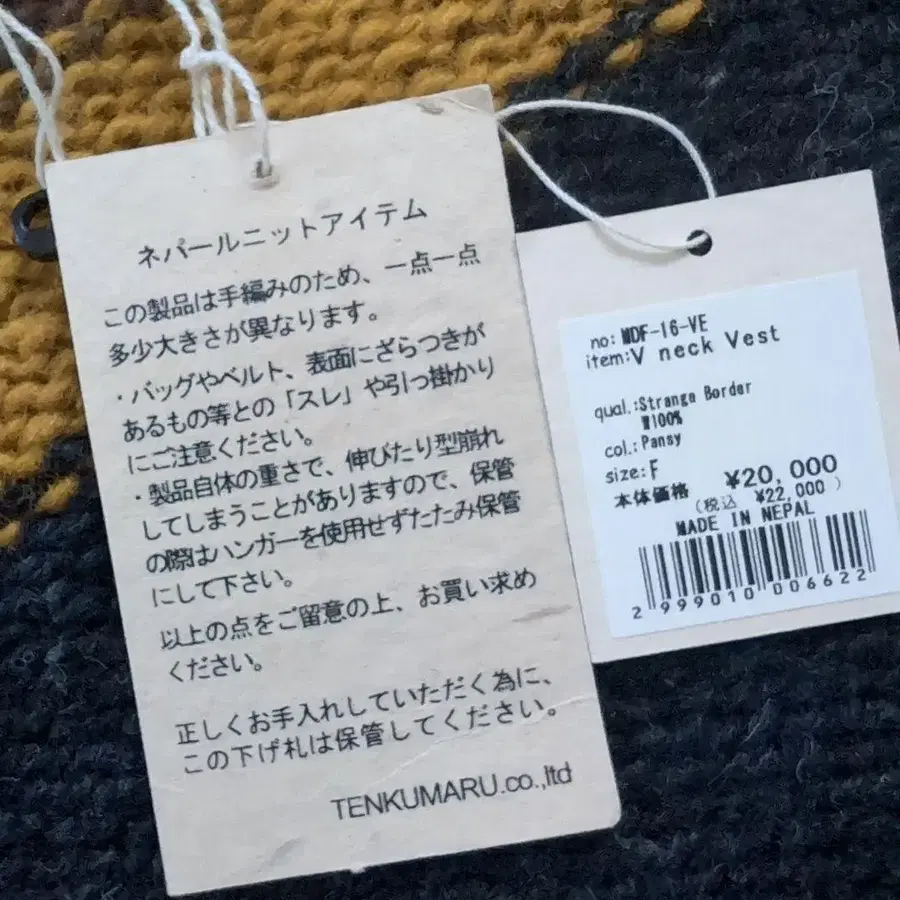 ネパールニットアイテム
この製品は手編みのため、一点一点
多少大きさが異なります。
・バッグやベルト、表面にざらつきが
あるもの等との「スレ」や引っ掛かり
にご注意ください。
・製品自体の重さで、伸びたり型崩れ
してしまうことがありますので、保管
の際はハンガーを使用せずたたみ保管
にして下さい。
以上の点をご留意の上、お買い求め
ください。
正しくお手入れしていただく為に、
この下げ札は保管してください。
TENKUMARU.co.,ltd
no: MDF-16-VE
item:V neck Vest
qual.:Strange Border
W100%
col.:Pansy
size:F
本体価格 ¥20,000
(税込 ¥22,000 )
MADE IN NEPAL
2 999010 006622